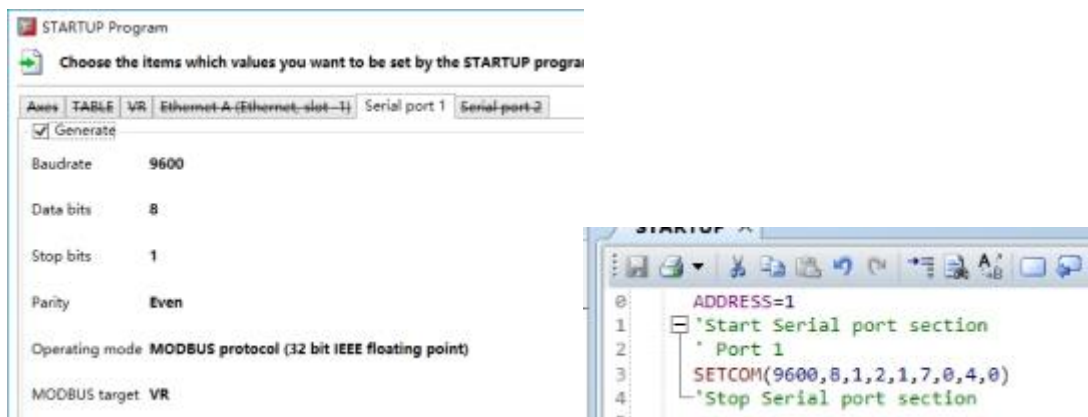 STARTUP Program
Choose the items which values you want to be set by the STARTUP progra
Axes TABLE VR Ethernet A (Ethernet, slot -1) Serial port 1 Serial port 2
Generate
Baudrate 9600
Data bits 8
Stop bits 1
Parity Even
Operating mode MODBUS protocol (32 bit IEEE floating point)
MODBUS target VR
STARTUP
0 ADDRESS=1
1 'Start Serial port section
2 ' Port 1
3 SETCOM(9600,8,1,2,1,7,0,4,0)
4 'Stop Serial port section